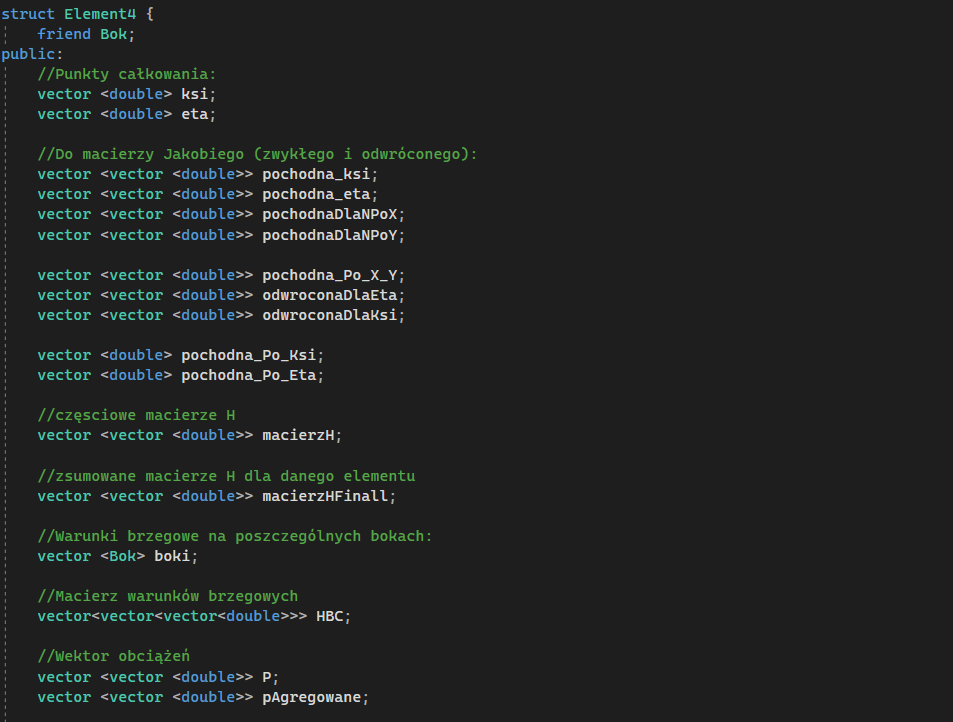 struct Element4 {
    friend Bok;
public:
    //Punkty całkowania:
    vector <double> ksi;
    vector <double> eta;

    //Do macierzy Jakobiego (zwykłego i odwróconego):
    vector <vector <double>> pochodna_ksi;
    vector <vector <double>> pochodna_eta;
    vector <vector <double>> pochodnaDlaNPoX;
    vector <vector <double>> pochodnaDlaNPoY;

    vector <vector <double>> pochodna_Po_X_Y;
    vector <vector <double>> odwroconaDlaEta;
    vector <vector <double>> odwroconaDlaKsi;

    vector <double> pochodna_Po_Ksi;
    vector <double> pochodna_Po_Eta;

    //częsciowe macierze H
    vector <vector <double>> macierzH;

    //zsumowane macierze H dla danego elementu
    vector <vector <double>> macierzHFinall;

    //Warunki brzegowe na poszczególnych bokach:
    vector <Bok> boki;

    //Macierz warunków brzegowych
    vector<vector<vector<double>>> HBC;

    //Wektor obciążeń
    vector <vector <double>> P;
    vector <vector <double>> pAgregowane;